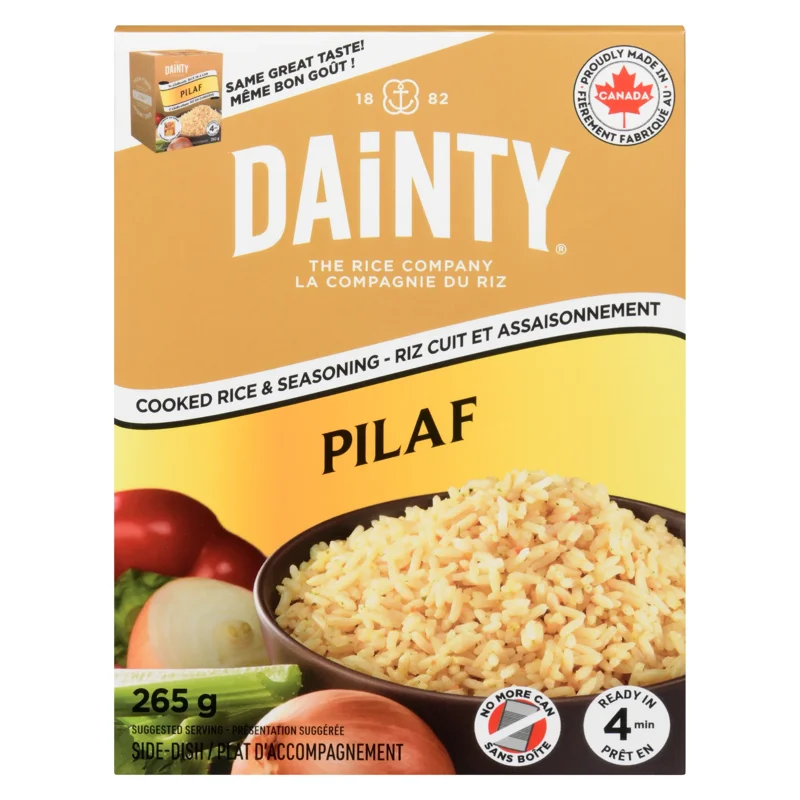 SAME GREAT TASTE!
MÊME BON GOÛT !
DAiNTY
PILAF
PROUDLY MADE IN
CANADA
FIÈREMENT FABRIQUÉ AU
18 82
DAiNTY®
THE RICE COMPANY
LA COMPAGNIE DU RIZ
COOKED RICE & SEASONING - RIZ CUIT ET ASSAISONNEMENT
PILAF
265 g
SUGGESTED SERVING - PRÉSENTATION SUGGÉRÉE
SIDE-DISH / PLAT D'ACCOMPAGNEMENT
NO MORE CAN
SANS BOÎTE
READY IN
4 min
PRÊT EN